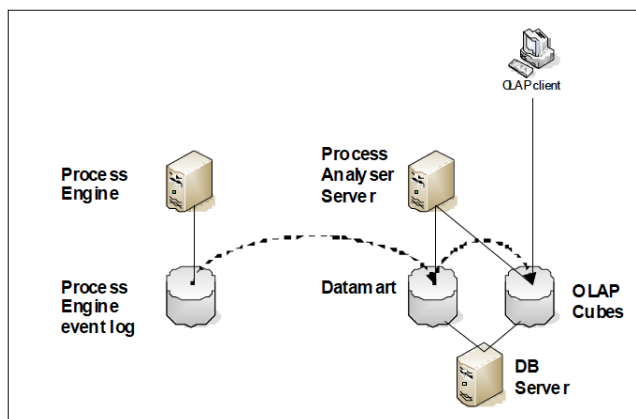 OLAP client
Process
Engine
Process
Analyser
Server
Process
Engine
event log
Datamart
OLAP
Cubes
DB
Server